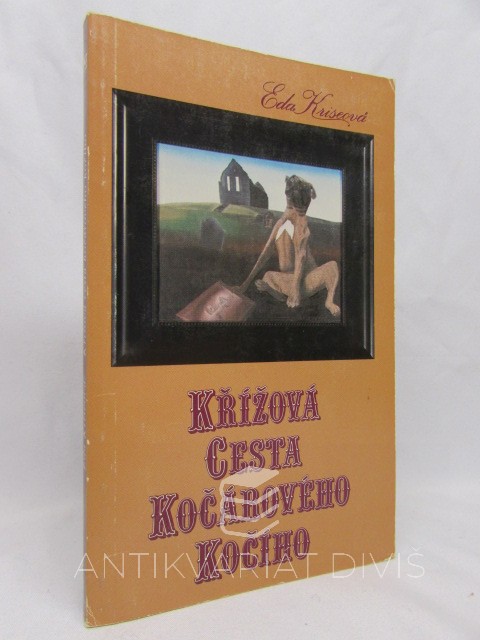 Eda Kriseová
KŘÍŽOVÁ
CESTA
KOČÁROVÉHO
KOČÍHO
ANTIKVARIÁT DIVIŠ